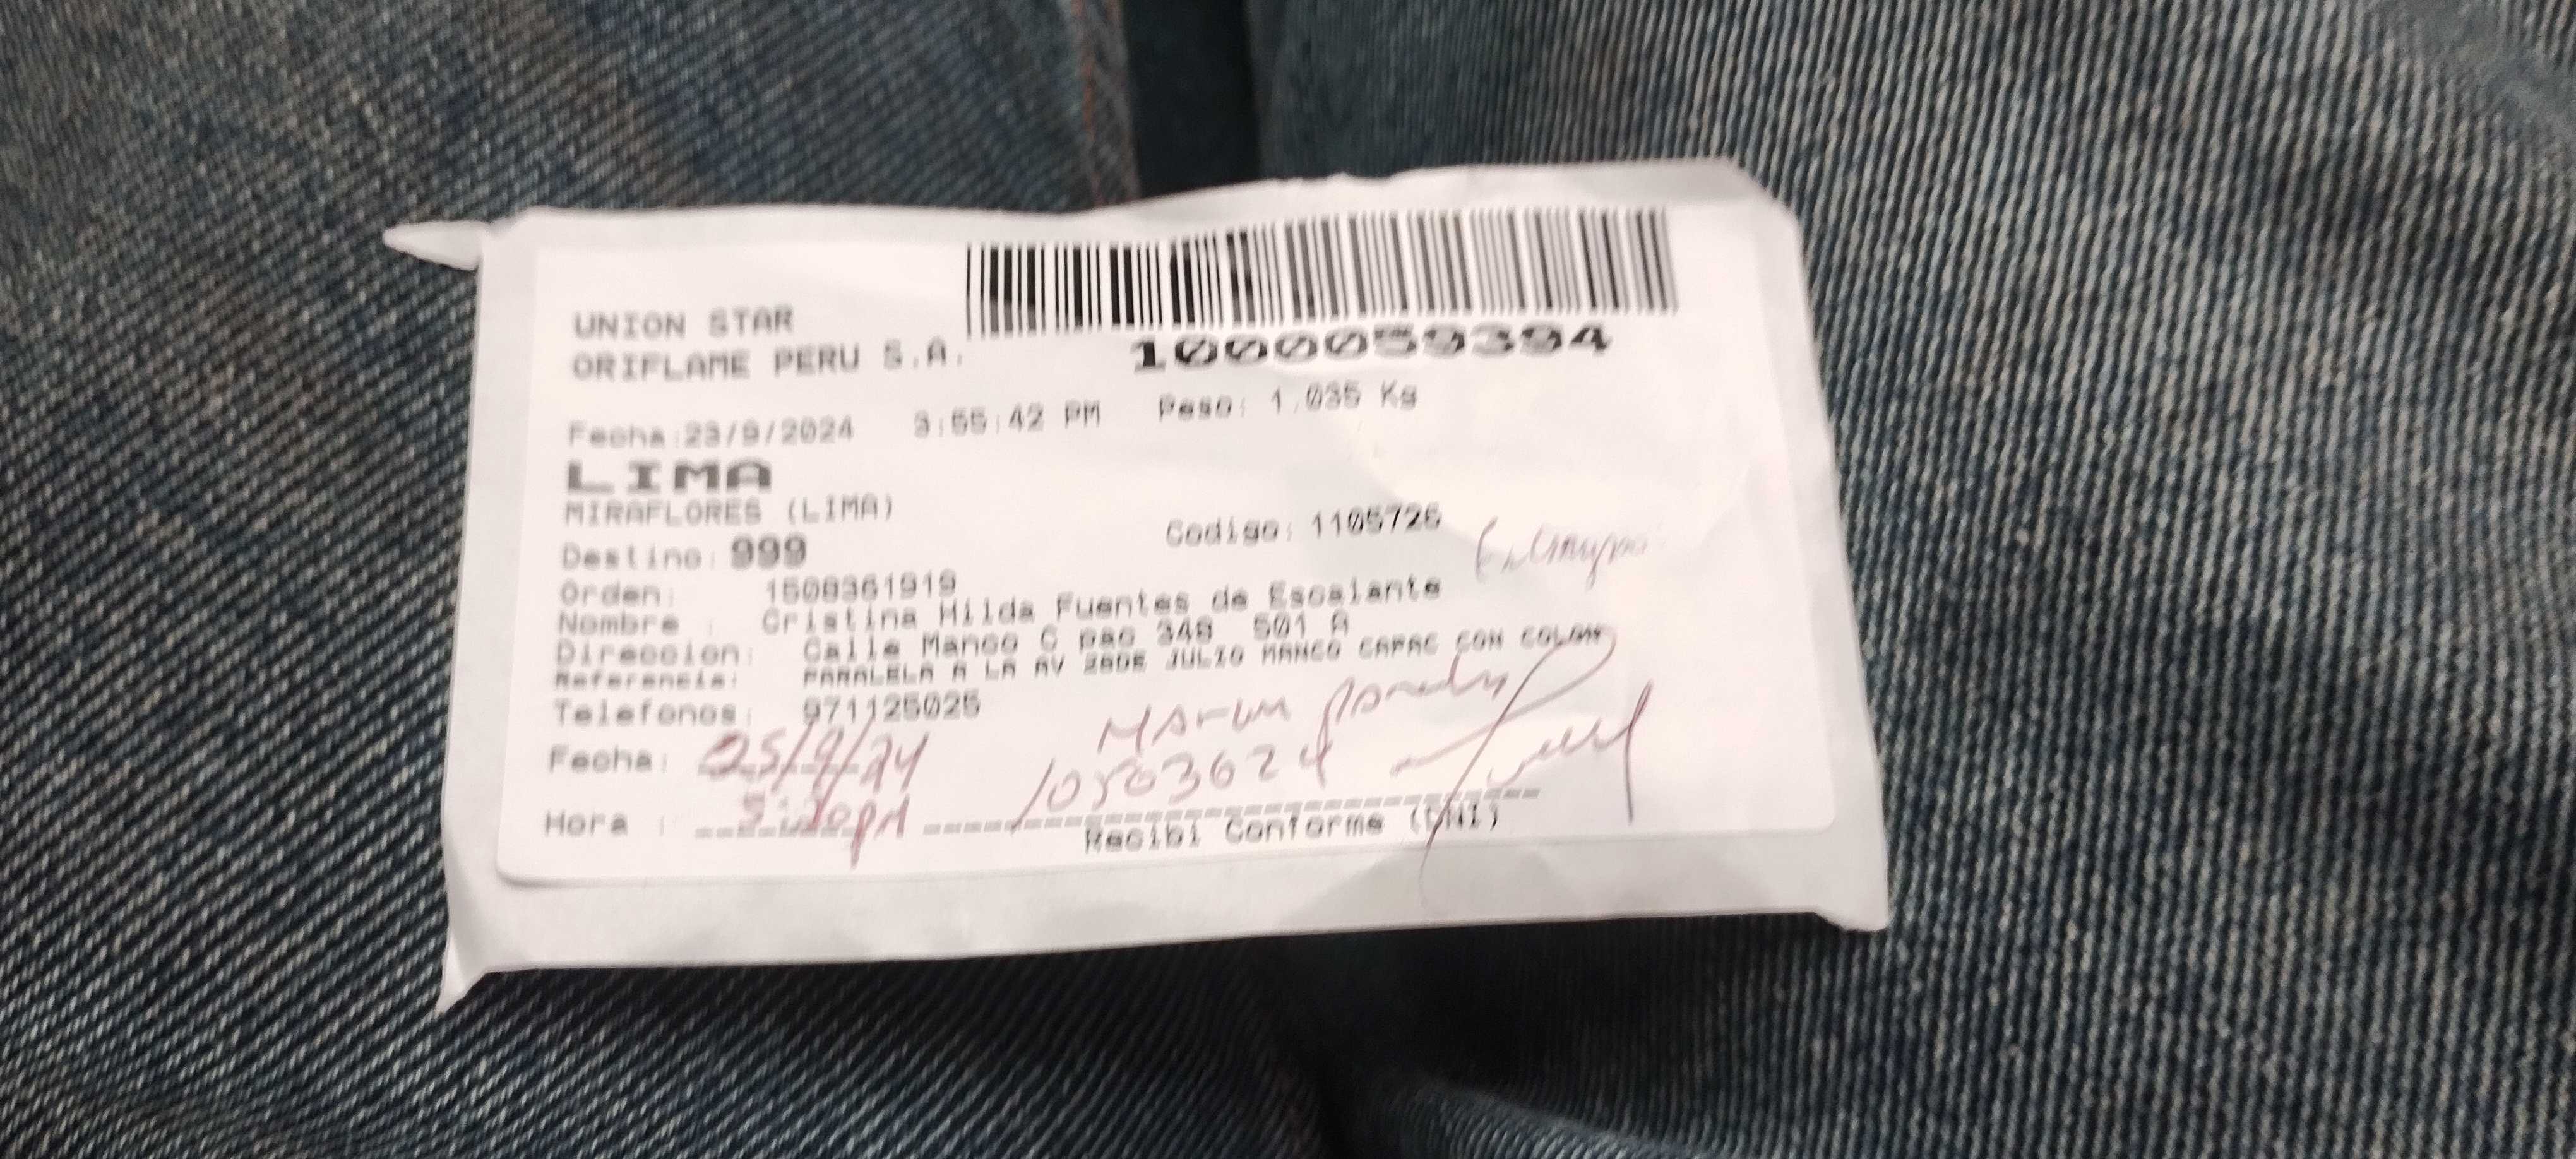 UNION STAR
ORIFLAME PERU S.A.
1000059394
Fecha:23/9/2024 3:55:42 PM Peso: 1.035 Kg
LIMA
MIRAFLORES (LIMA)
Destino: 999 Codigo: 1105726
Orden: 1508361919
Nombre : Cristina Hilda Fuentes de Escalante
Direccion: Calle Manco C pac 348 501 A
Referencia: PARALELA A LA AV 28DE JULIO MANCO CAPAC CON COLON
Telefonos: 971125025
Fecha: 25/9/24
10503624
Hora : pm
Recibi Conforme (DNI)